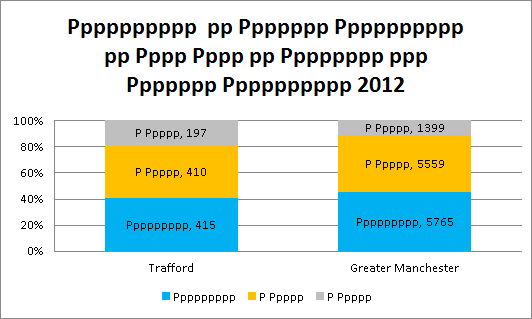 Pppppppppp pp Ppppppp Pppppppppp
pp Pppp Pppp pp Pppppppp ppp
Ppppppp Pppppppppp 2012
100%
80%
60%
40%
20%
0%
P Ppppp, 197
P Ppppp, 410
Ppppppppp, 415
P Ppppp, 1399
P Ppppp, 5559
Ppppppppp, 5765
Trafford
Greater Manchester
Ppppppppp
P Ppppp
P Ppppp